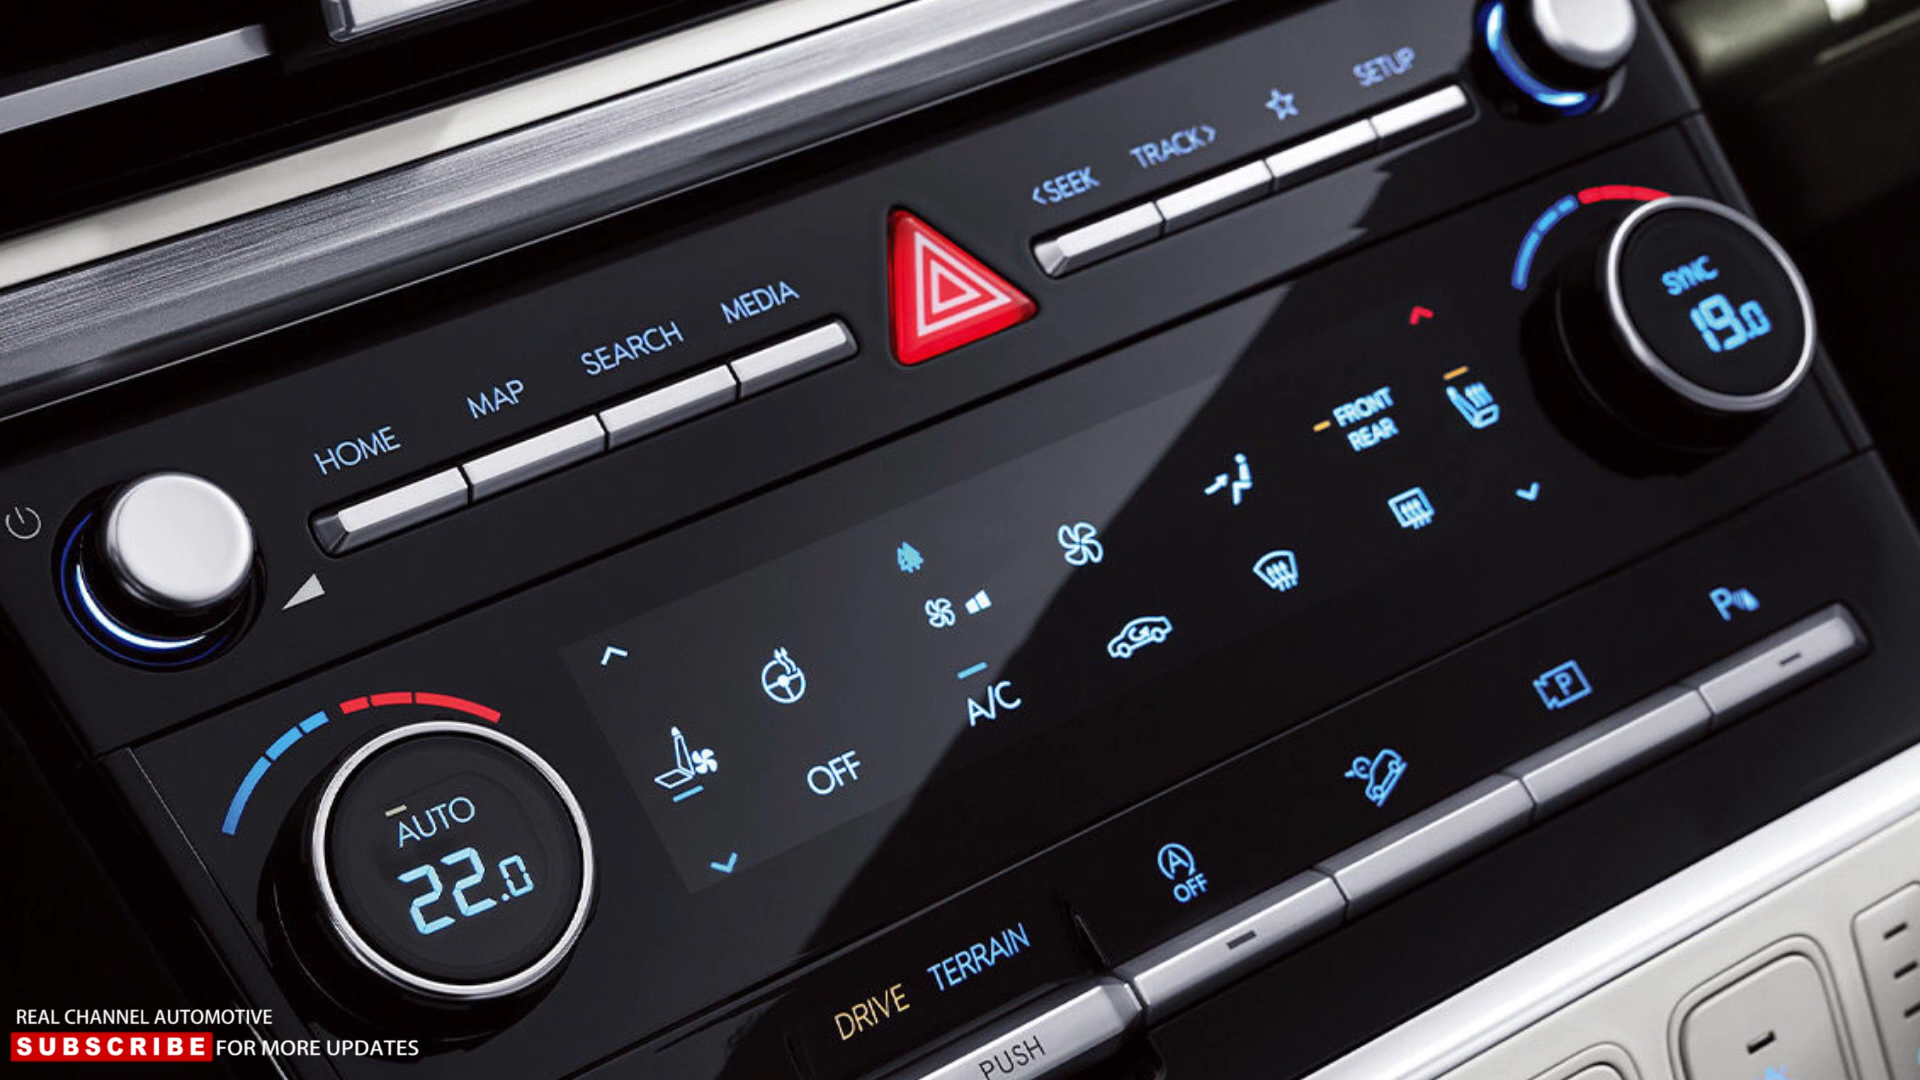 SETUP
TRACK>
<SEEK
MEDIA
SEARCH
MAP
HOME
SYNC
19.0
FRONT
REAR
A/C
OFF
AUTO
22.0
P
P
A
OFF
DRIVE TERRAIN
PUSH
REAL CHANNEL AUTOMOTIVE
SUBSCRIBE FOR MORE UPDATES